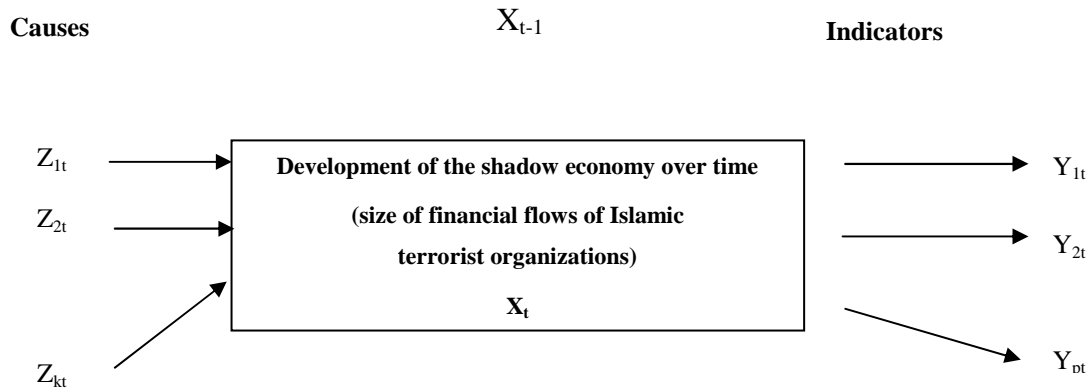 Causes
X_{t-1}
Indicators
Z_{1t}
Z_{2t}
Z_{kt}
Development of the shadow economy over time
(size of financial flows of Islamic
terrorist organizations)
X_t
Y_{1t}
Y_{2t}
Y_{pt}